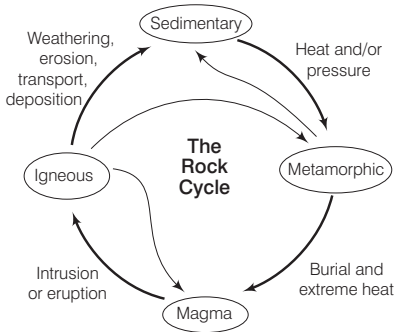 Sedimentary
Weathering,
erosion,
transport,
deposition
Heat and/or
pressure
The
Rock
Cycle
Igneous
Metamorphic
Intrusion
or eruption
Burial and
extreme heat
Magma